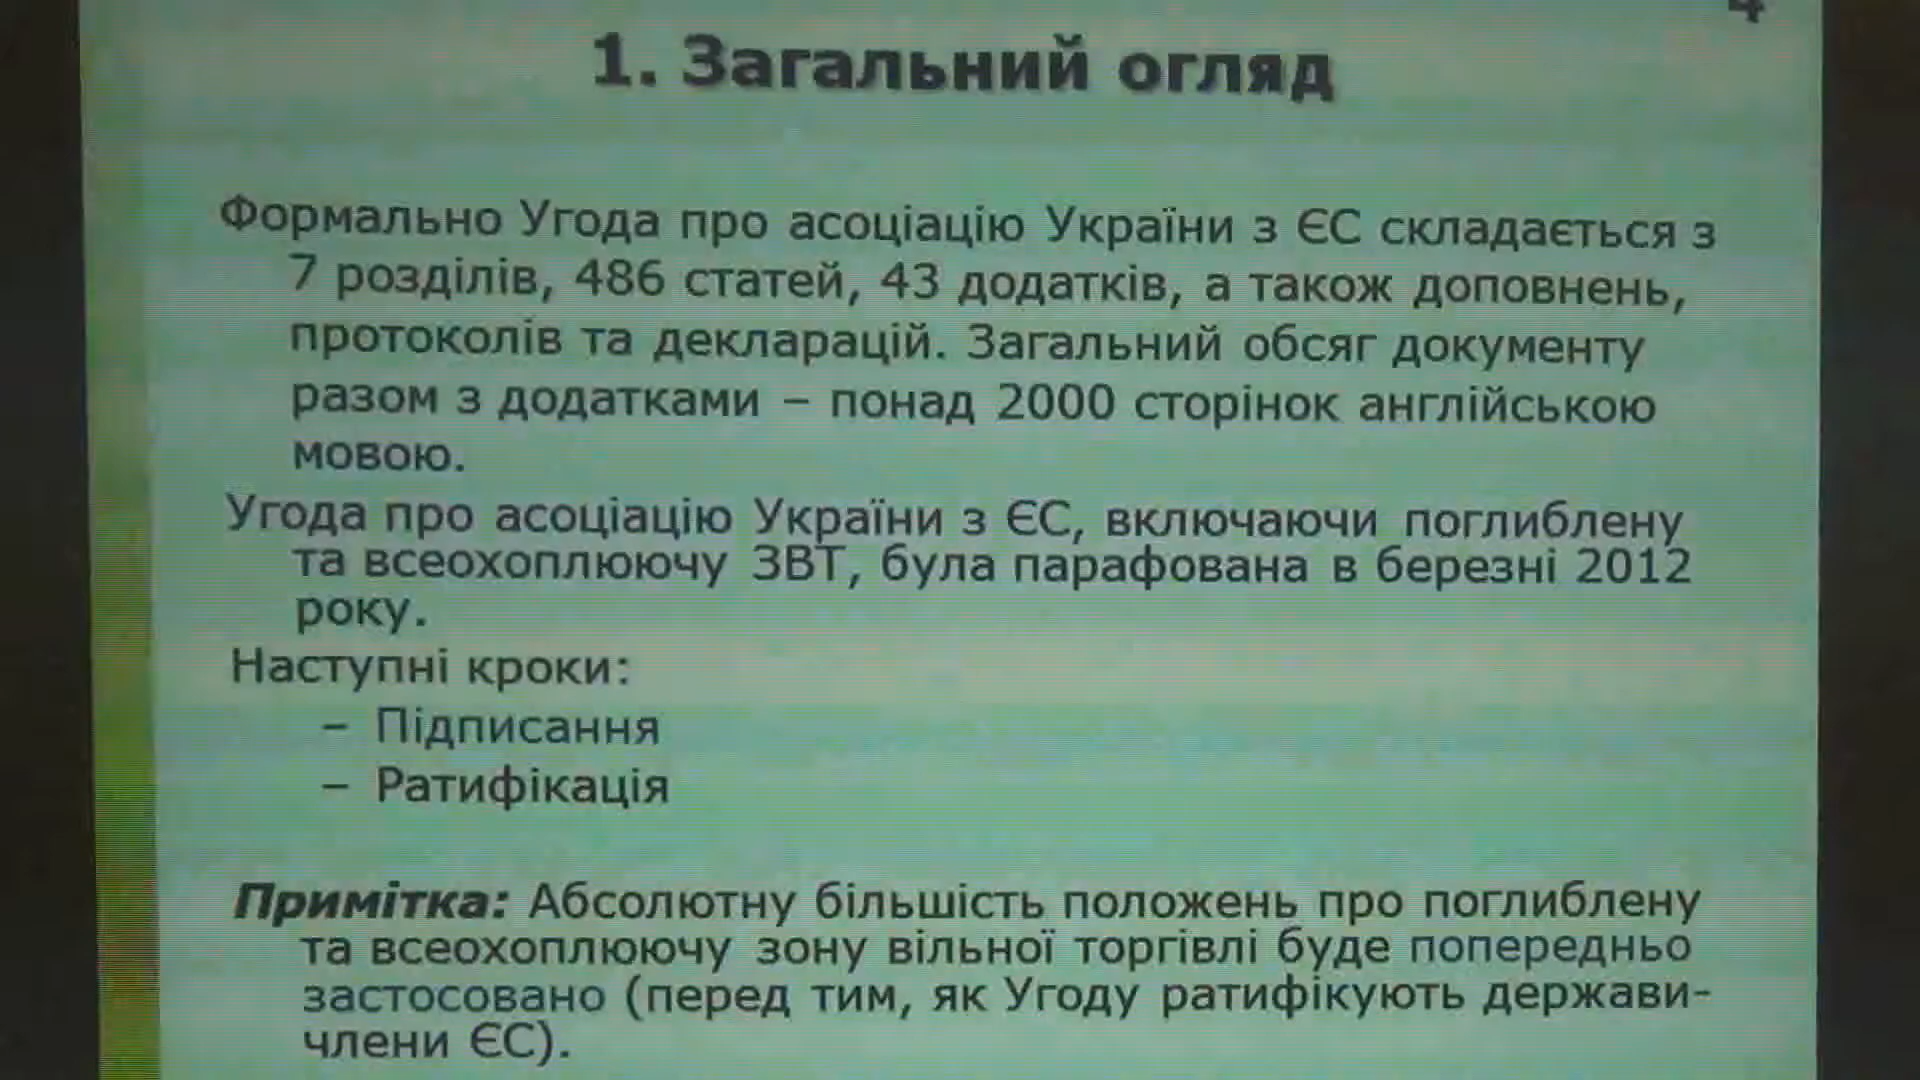 4
1. Загальний огляд
Формально Угода про асоціацію України з ЄС складається з
7 розділів, 486 статей, 43 додатків, а також доповнень,
протоколів та декларацій. Загальний обсяг документу
разом з додатками – понад 2000 сторінок англійською
мовою.
Угода про асоціацію України з ЄС, включаючи поглиблену
та всеохоплюючу ЗВТ, була парафована в березні 2012
року.
Наступні кроки:
– Підписання
– Ратифікація
Примітка: Абсолютну більшість положень про поглиблену
та всеохоплюючу зону вільної торгівлі буде попередньо
застосовано (перед тим, як Угоду ратифікують держави-
члени ЄС).